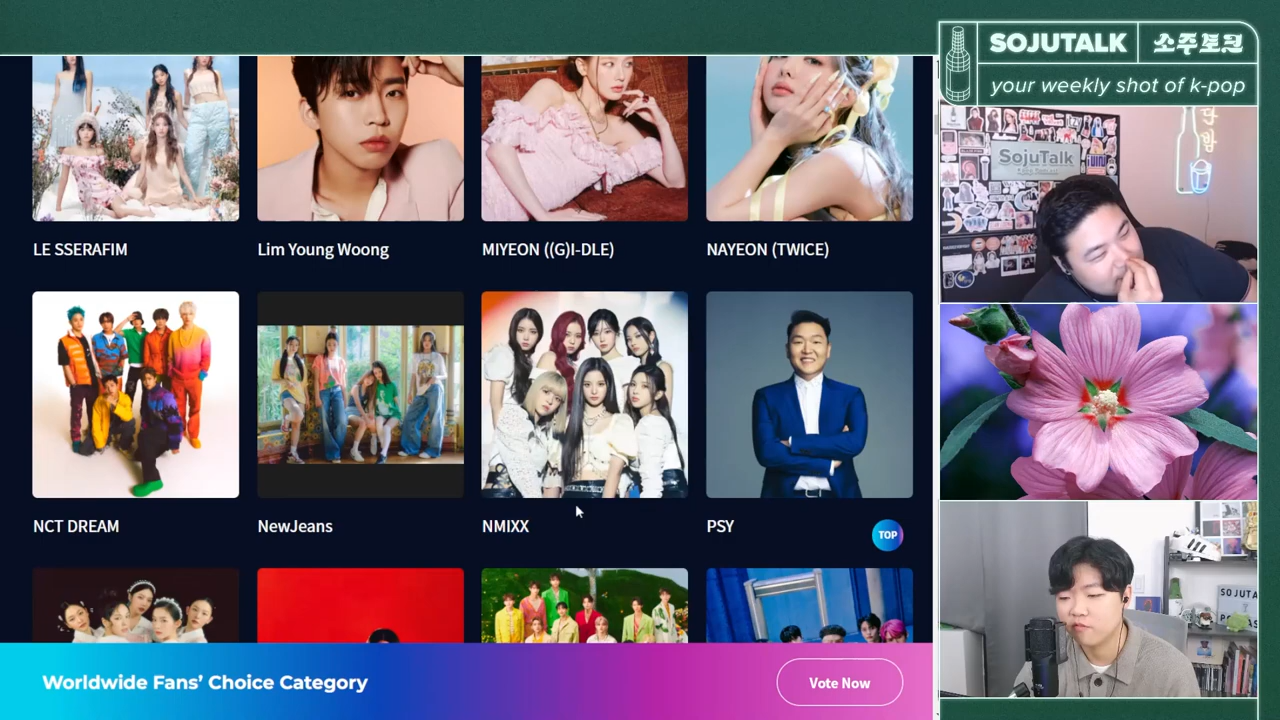 SOJUTALK
소주토크
your weekly shot of k-pop
LE SSERAFIM
Lim Young Woong
MIYEON ((G)I-DLE)
NAYEON (TWICE)
SojuTalk
NCT DREAM
NewJeans
NMIXX
PSY
TOP
Worldwide Fans’ Choice Category
Vote Now